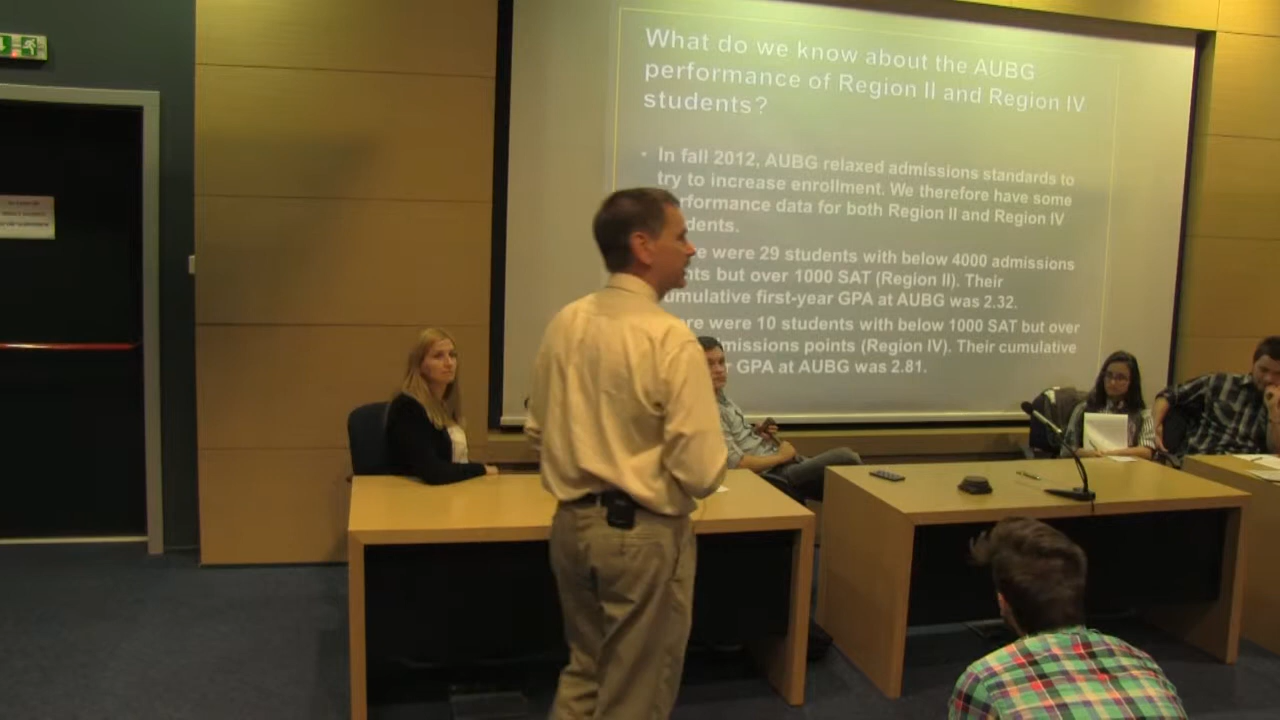 What do we know about the AUBG
performance of Region II and Region IV
students?
• In fall 2012, AUBG relaxed admissions standards to
try to increase enrollment. We therefore have some
rformance data for both Region II and Region IV
dents.
e were 29 students with below 4000 admissions
nts but over 1000 SAT (Region II). Their
umulative first-year GPA at AUBG was 2.32.
re were 10 students with below 1000 SAT but over
missions points (Region IV). Their cumulative
r GPA at AUBG was 2.81.